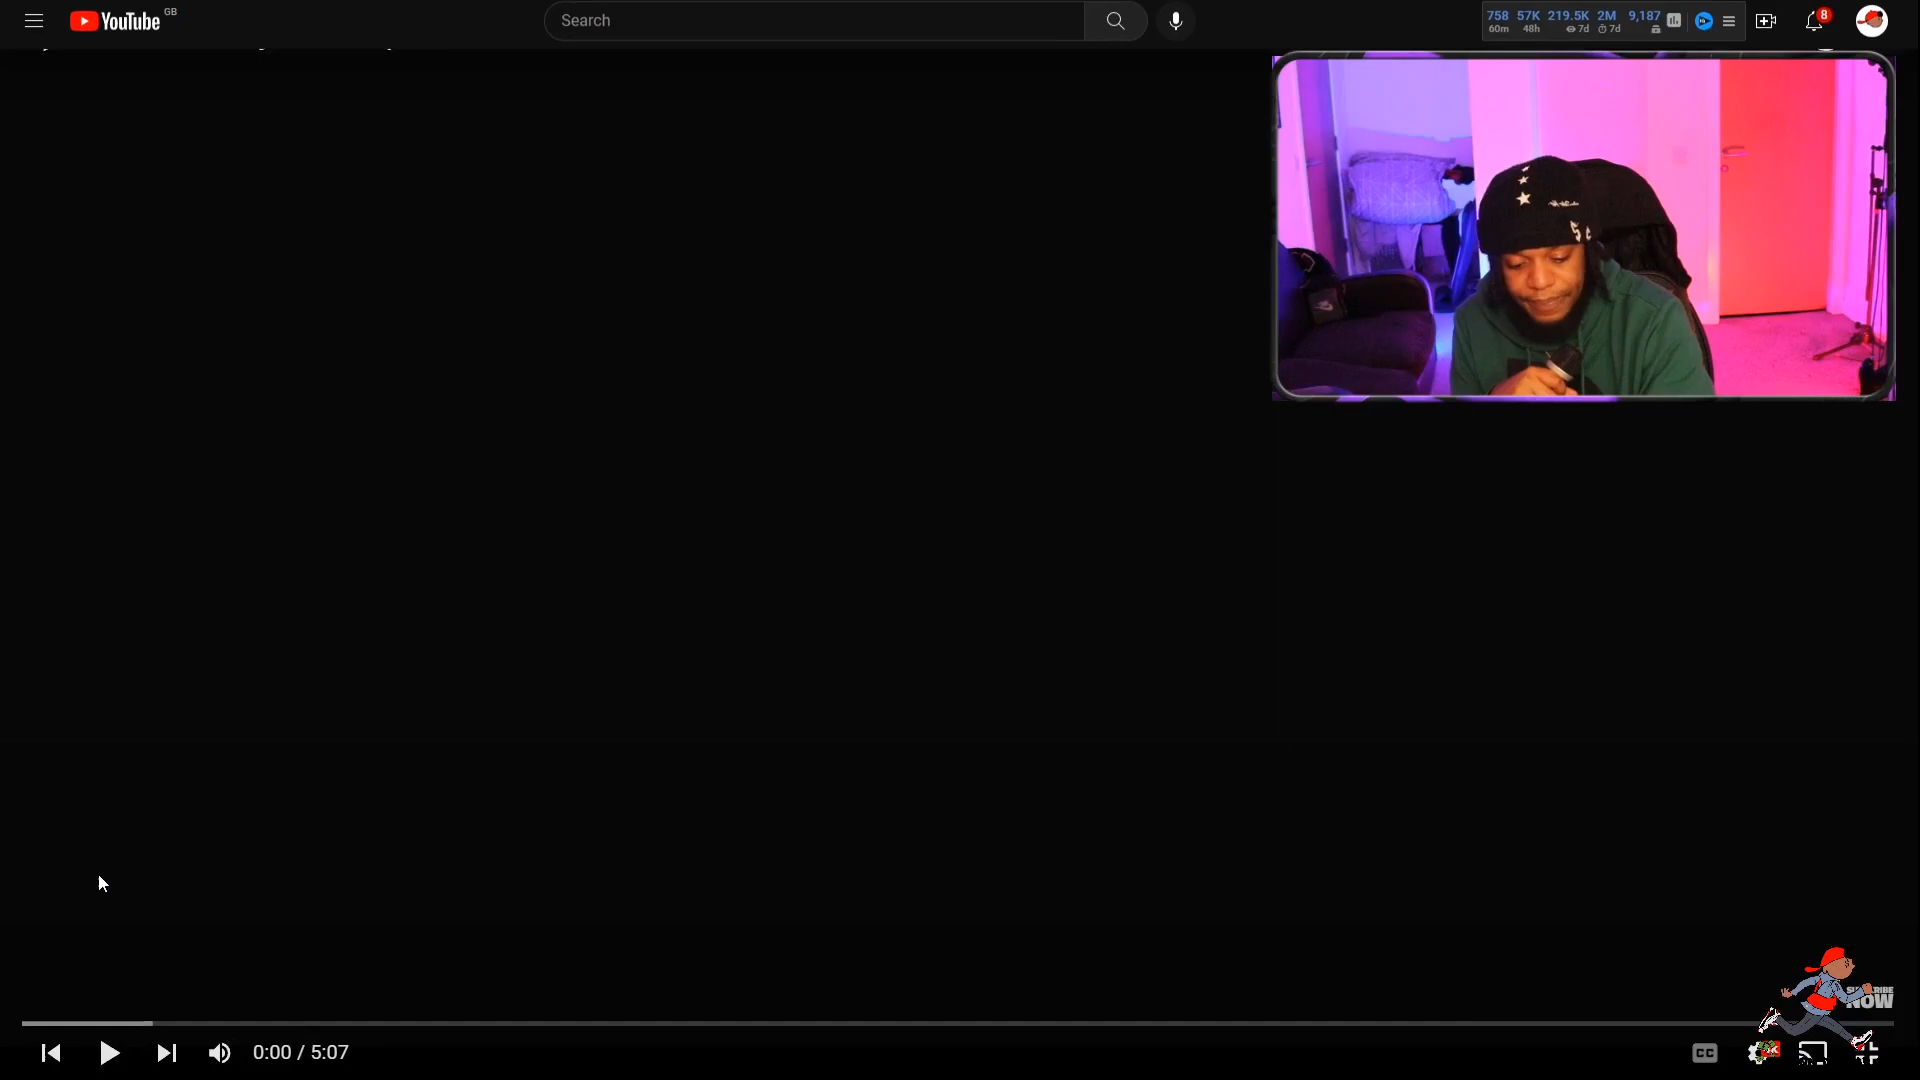 YouTube GB
Search
758 57K 219.5K 2M 9,187
60m 48h 7d 7d
8
NOW
0:00 / 5:07
CC